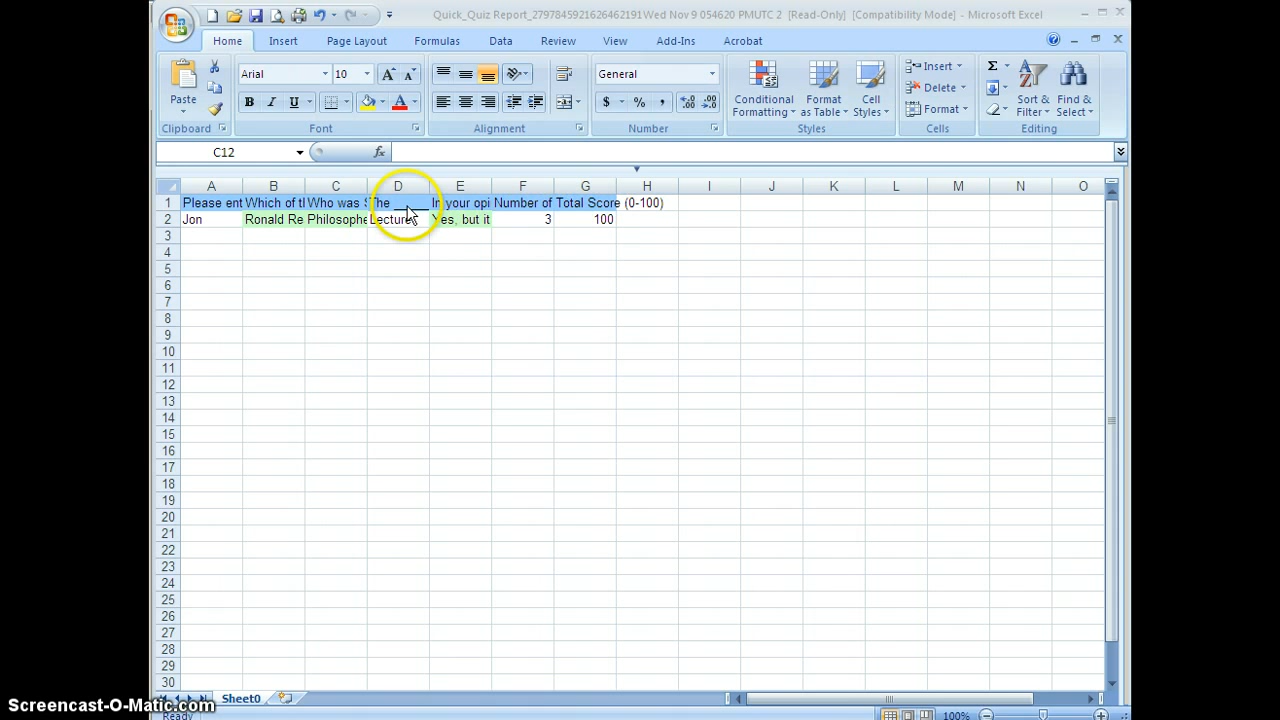 Quick_Quiz Report_2797845921626462191Wed Nov 9 054620 PMUTC 2 [Read-Only] [Compatibility Mode] - Microsoft Excel
Home Insert Page Layout Formulas Data Review View Add-Ins Acrobat
Paste Arial 10 General Conditional Formatting Format as Table Cell Styles Insert Delete Format Sort & Filter Find & Select
Clipboard Font Alignment Number Styles Cells Editing
C12 fx
A B C D E F G H I J K L M N O
1 Please ent Which of tl Who was The ____ In your opi Number of Total Score (0-100)
2 Jon Ronald Re Philosophe Lecture Yes, but it 3 100
3
4
5
6
7
8
9
10
11
12
13
14
15
16
17
18
19
20
21
22
23
24
25
26
27
28
29
30
Sheet0
Ready 100%
Screencast-O-Matic.com